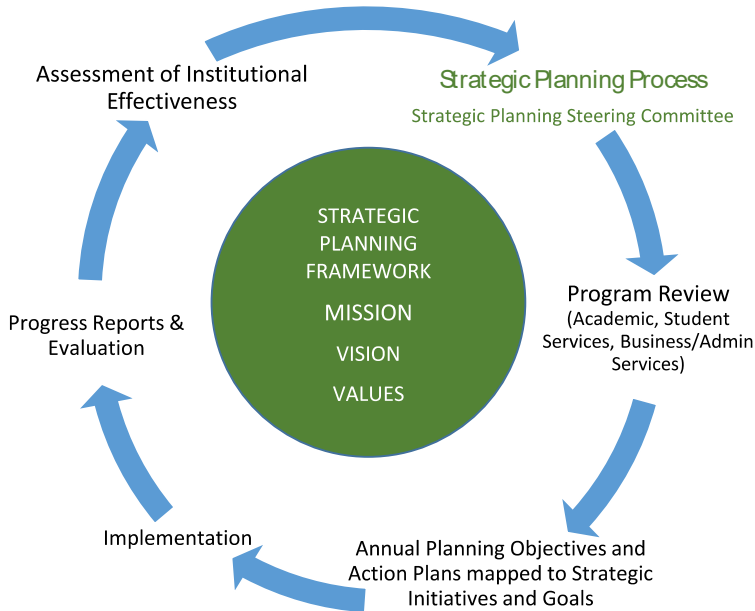 Assessment of Institutional
Effectiveness
Strategic Planning Process
Strategic Planning Steering Committee
STRATEGIC
PLANNING
FRAMEWORK
MISSION
VISION
VALUES
Program Review
(Academic, Student
Services, Business/Admin
Services)
Progress Reports &
Evaluation
Implementation
Annual Planning Objectives and
Action Plans mapped to Strategic
Initiatives and Goals